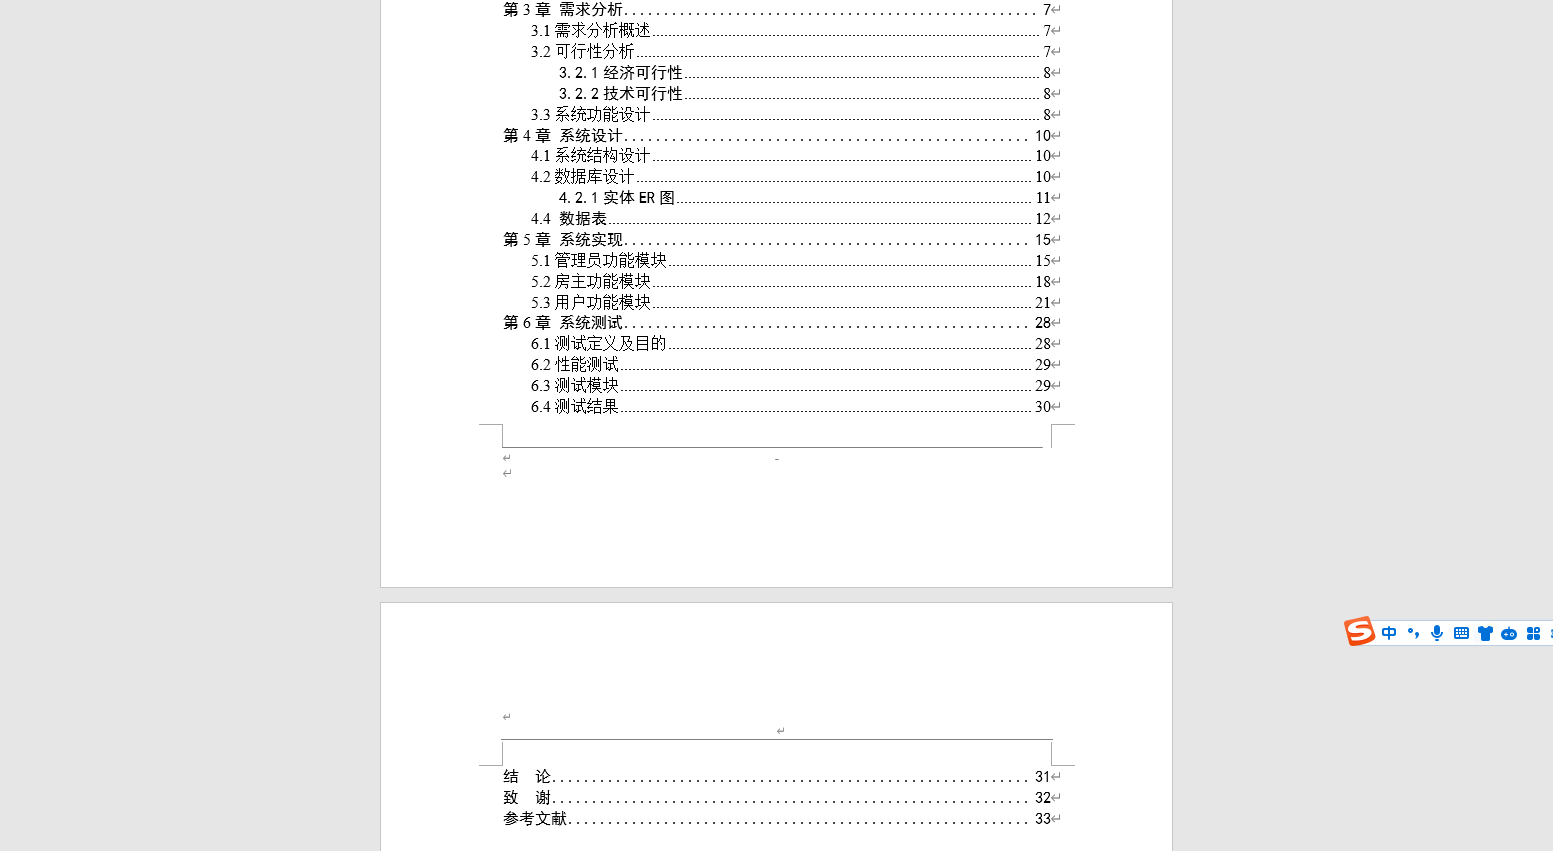 第 3 章 需求分析........................................ 7
3.1 需求分析概述........................................ 7
3.2 可行性分析........................................ 7
3.2.1 经济可行性........................................ 8
3.2.2 技术可行性........................................ 8
3.3 系统功能设计........................................ 8
第 4 章 系统设计........................................ 10
4.1 系统结构设计........................................ 10
4.2 数据库设计........................................ 10
4.2.1 实体 ER 图........................................ 11
4.4 数据表........................................ 12
第 5 章 系统实现........................................ 15
5.1 管理员功能模块........................................ 15
5.2 房主功能模块........................................ 18
5.3 用户功能模块........................................ 21
第 6 章 系统测试........................................ 28
6.1 测试定义及目的........................................ 28
6.2 性能测试........................................ 29
6.3 测试模块........................................ 29
6.4 测试结果........................................ 30
-
中
结 论........................................ 31
致 谢........................................ 32
参考文献........................................ 33